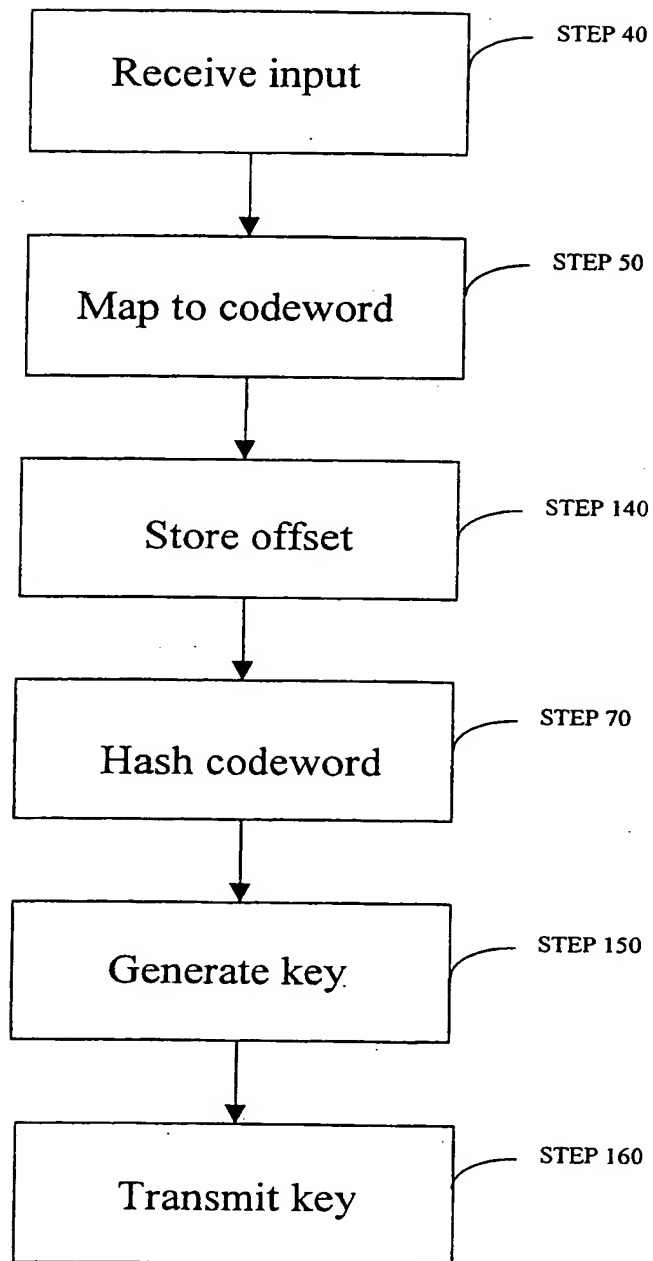 STEP 40
Receive input
STEP 50
Map to codeword
STEP 140
Store offset
STEP 70
Hash codeword
STEP 150
Generate key
STEP 160
Transmit key